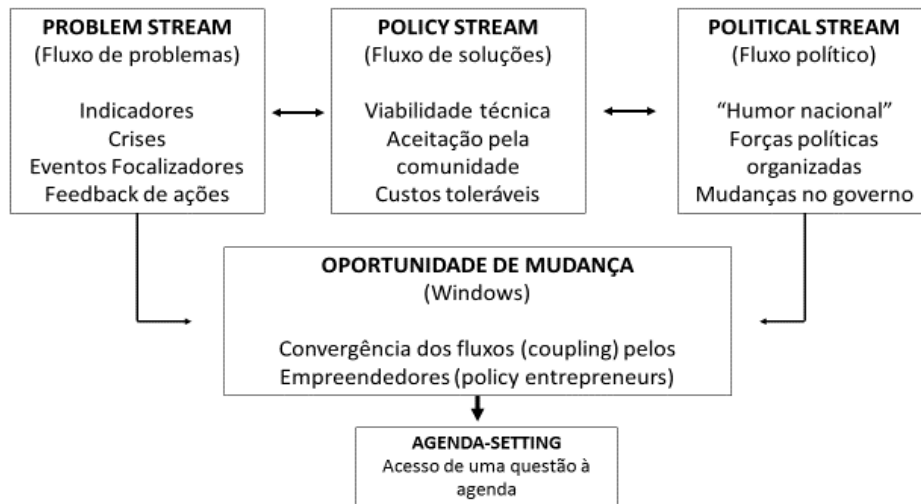 PROBLEM STREAM
(Fluxo de problemas)
Indicadores
Crises
Eventos Focalizadores
Feedback de ações
POLICY STREAM
(Fluxo de soluções)
Viabilidade técnica
Aceitação pela
comunidade
Custos toleráveis
POLITICAL STREAM
(Fluxo político)
“Humor nacional”
Forças políticas
organizadas
Mudanças no governo
OPORTUNIDADE DE MUDANÇA
(Windows)
Convergência dos fluxos (coupling) pelos
Empreendedores (policy entrepreneurs)
AGENDA-SETTING
Acesso de uma questão à
agenda